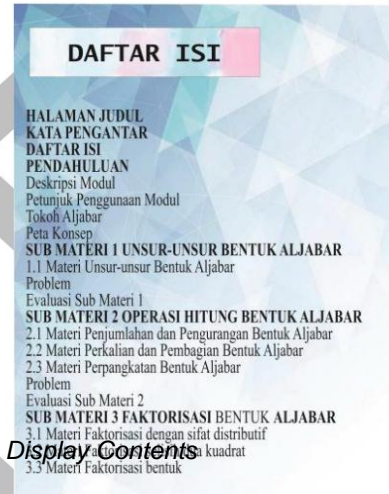 DAFTAR ISI
HALAMAN JUDUL
KATA PENGANTAR
DAFTAR ISI
PENDAHULUAN
Deskripsi Modul
Petunjuk Penggunaan Modul
Tokoh Aljabar
Peta Konsep
SUB MATERI 1 UNSUR-UNSUR BENTUK ALJABAR
1.1 Materi Unsur-unsur Bentuk Aljabar
Problem
Evaluasi Sub Materi 1
SUB MATERI 2 OPERASI HITUNG BENTUK ALJABAR
2.1 Materi Penjumlahan dan Pengurangan Bentuk Aljabar
2.2 Materi Perkalian dan Pembagian Bentuk Aljabar
2.3 Materi Perpangkatan Bentuk Aljabar
Problem
Evaluasi Sub Materi 2
SUB MATERI 3 FAKTORISASI BENTUK ALJABAR
3.1 Materi Faktorisasi dengan sifat distributif
Display Contents
kuadrat
3.3 Materi Faktorisasi bentuk